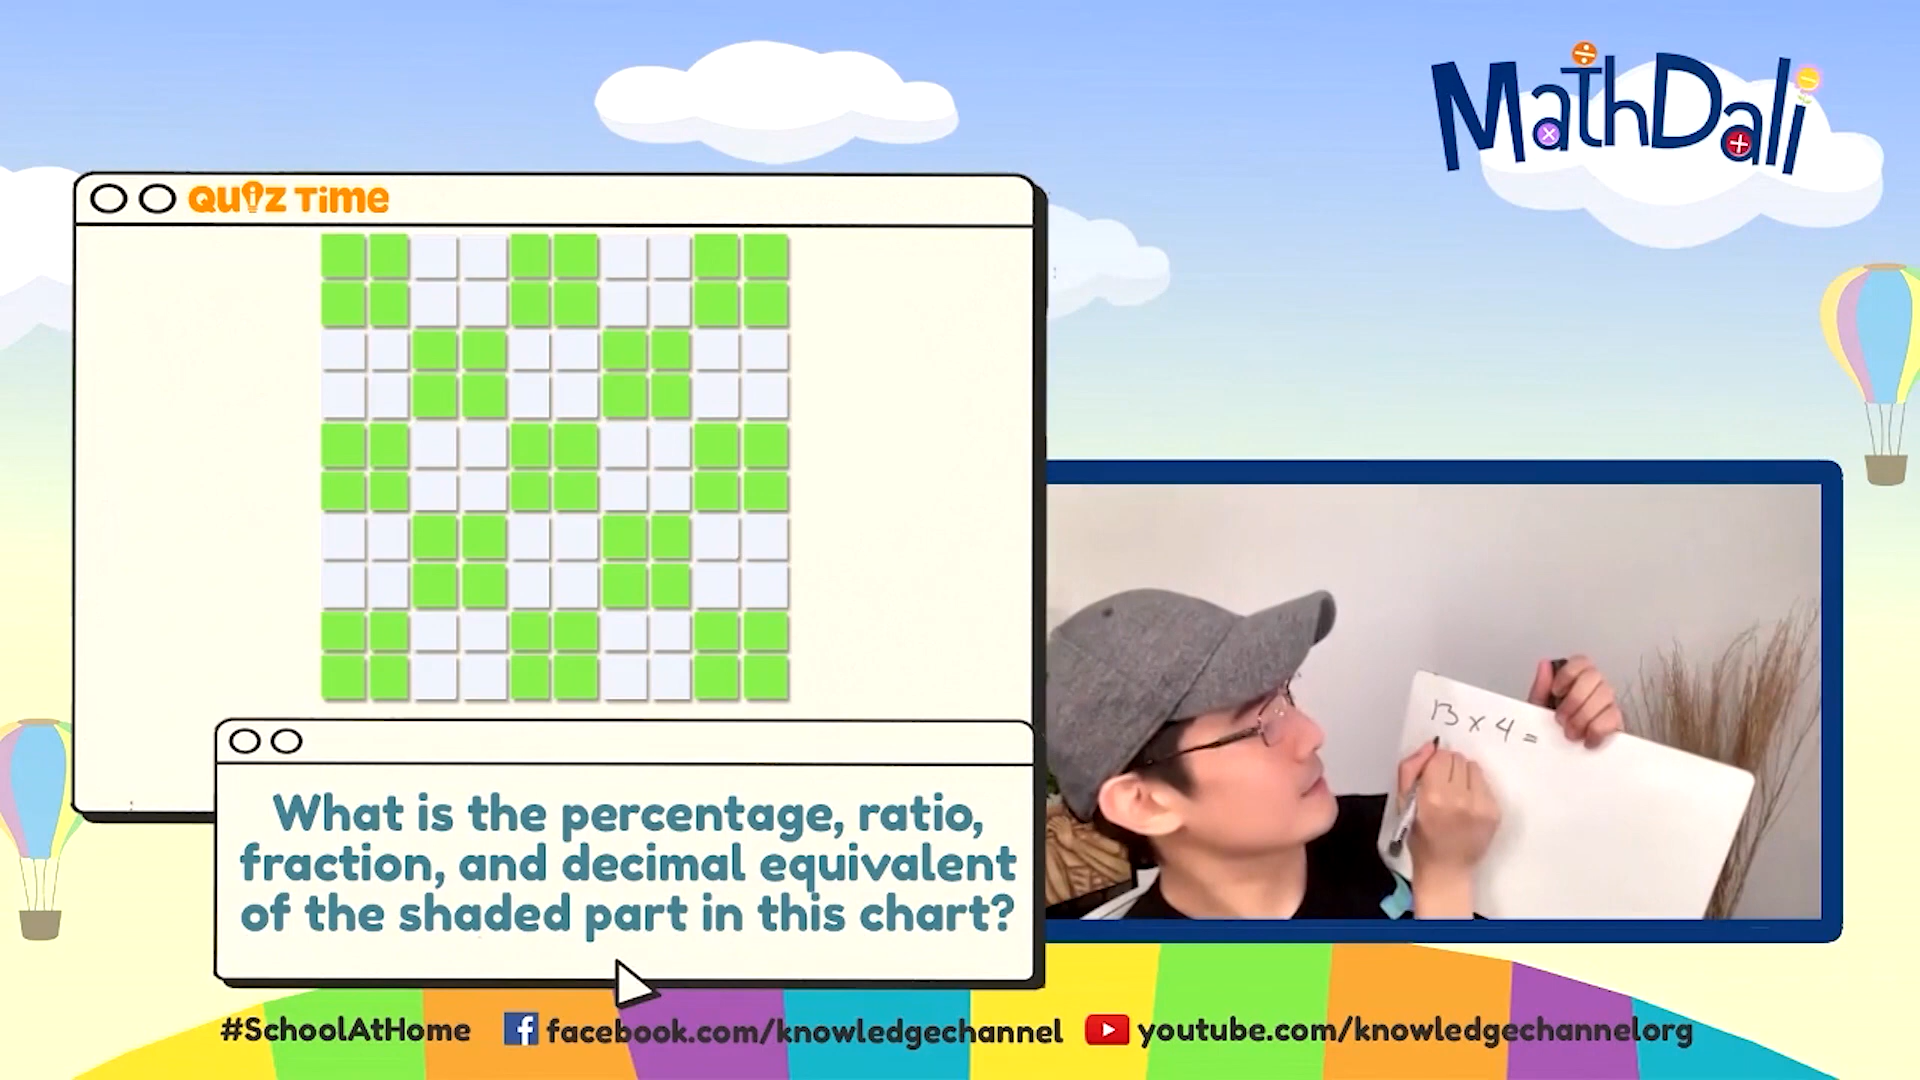 MathDali
Quiz Time
13 x 4 =
What is the percentage, ratio,
fraction, and decimal equivalent
of the shaded part in this chart?
#SchoolAtHome facebook.com/knowledgechannel youtube.com/knowledgechannelorg